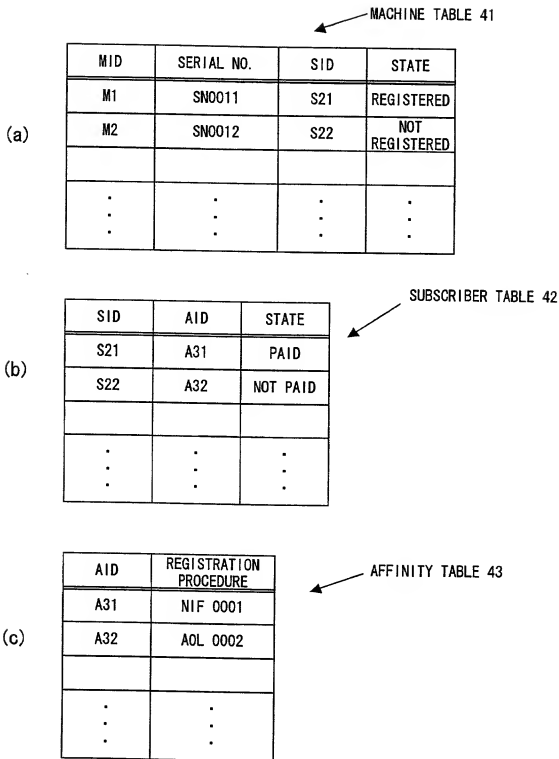 MACHINE TABLE 41
(a)
MID SERIAL NO. SID STATE
M1 SN0011 S21 REGISTERED
M2 SN0012 S22 NOT REGISTERED
SUBSCRIBER TABLE 42
(b)
SID AID STATE
S21 A31 PAID
S22 A32 NOT PAID
AFFINITY TABLE 43
(c)
AID REGISTRATION PROCEDURE
A31 NIF 0001
A32 AOL 0002